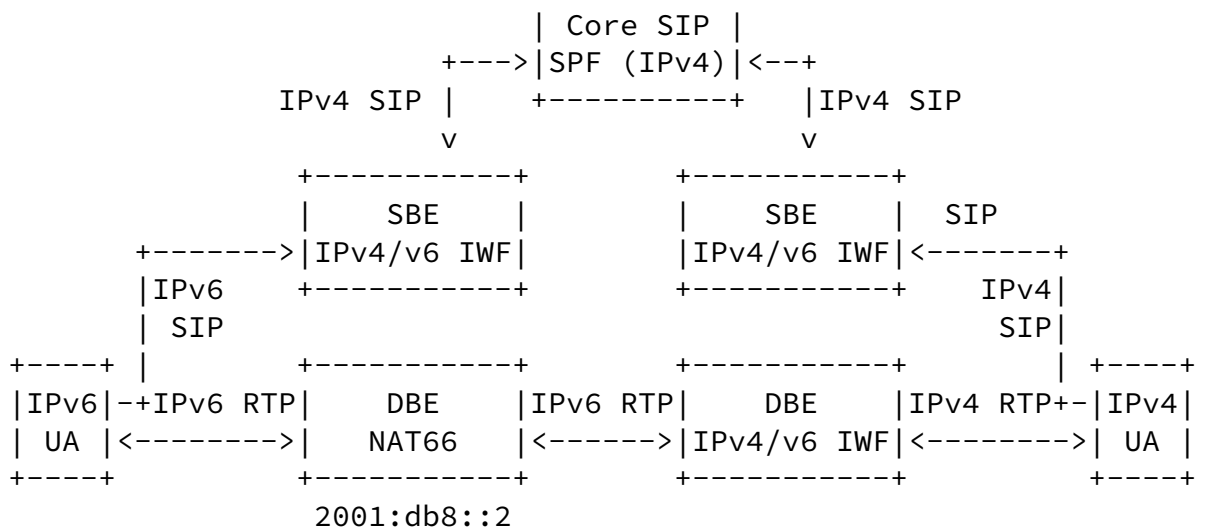 | Core SIP |
                     +--->|SPF (IPv4)|<--+
             IPv4 SIP |    +----------+   |IPv4 SIP
                     v                   v
              +-----------+       +-----------+
              |    SBE    |       |    SBE    |  SIP
      +------->|IPv4/v6 IWF|       |IPv4/v6 IWF|<-------+
      |IPv6   +-----------+       +-----------+    IPv4|
      | SIP                                         SIP|
+----+ |       +-----------+       +-----------+       | +----+
|IPv6|-+IPv6 RTP|    DBE    |IPv6 RTP|    DBE    |IPv4 RTP+-|IPv4|
| UA |<-------->|   NAT66   |<------>|IPv4/v6 IWF|<-------->| UA |
+----+         +-----------+       +-----------+         +----+
               2001:db8::2